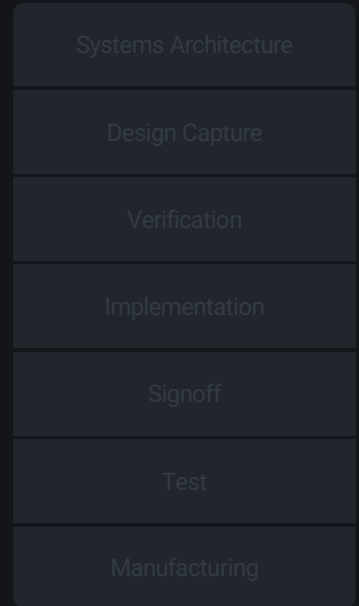 Systems Architecture
Design Capture
Verification
Implementation
Signoff
Test
Manufacturing